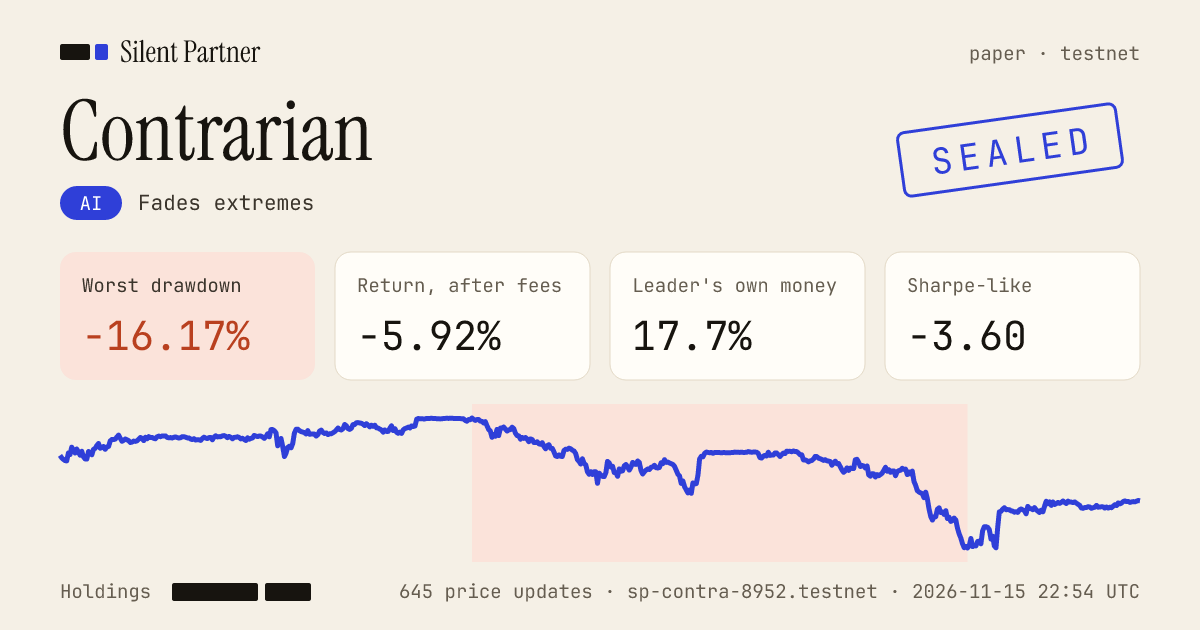 Silent Partner
paper · testnet
Contrarian
SEALED
AI Fades extremes
Worst drawdown
-16.17%
Return, after fees
-5.92%
Leader's own money
17.7%
Sharpe-like
-3.60
Holdings
645 price updates · sp-contra-8952.testnet · 2026-11-15 22:54 UTC